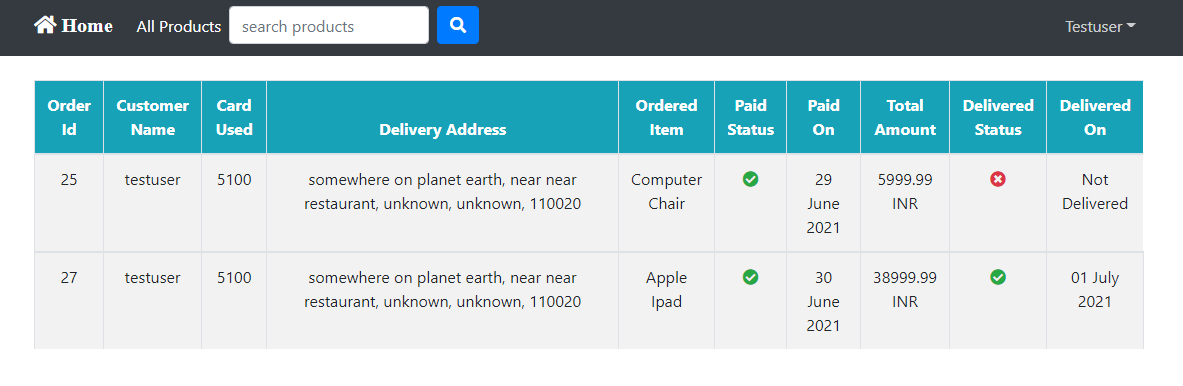 Home All Products search products Testuser
Order Id Customer Name Card Used Delivery Address Ordered Item Paid Status Paid On Total Amount Delivered Status Delivered On
25 testuser 5100 somewhere on planet earth, near near restaurant, unknown, unknown, 110020 Computer Chair 29 June 2021 5999.99 INR Not Delivered
27 testuser 5100 somewhere on planet earth, near near restaurant, unknown, unknown, 110020 Apple Ipad 30 June 2021 38999.99 INR 01 July 2021